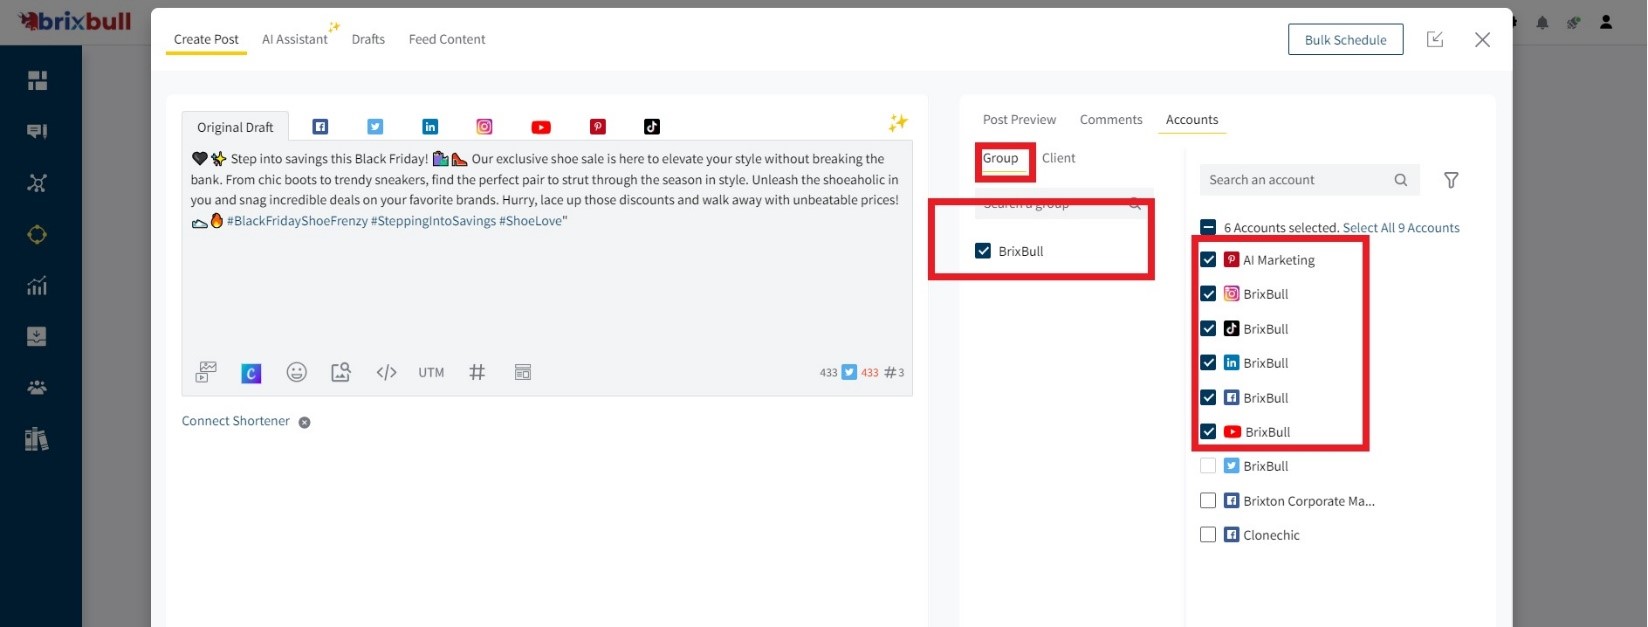 brixbull
Create Post
AI Assistant
Drafts
Feed Content
Bulk Schedule
Original Draft
🖤✨ Step into savings this Black Friday! 🛍️👠 Our exclusive shoe sale is here to elevate your style without breaking the
bank. From chic boots to trendy sneakers, find the perfect pair to strut through the season in style. Unleash the shoeaholic in
you and snag incredible deals on your favorite brands. Hurry, lace up those discounts and walk away with unbeatable prices!
👟🔥 #BlackFridayShoeFrenzy #SteppingIntoSavings #ShoeLove"
UTM
433
433
#3
Connect Shortener
Post Preview
Comments
Accounts
Group
Client
Search a group
BrixBull
Search an account
6 Accounts selected. Select All 9 Accounts
AI Marketing
BrixBull
BrixBull
BrixBull
BrixBull
BrixBull
BrixBull
Brixton Corporate Ma...
Clonechic